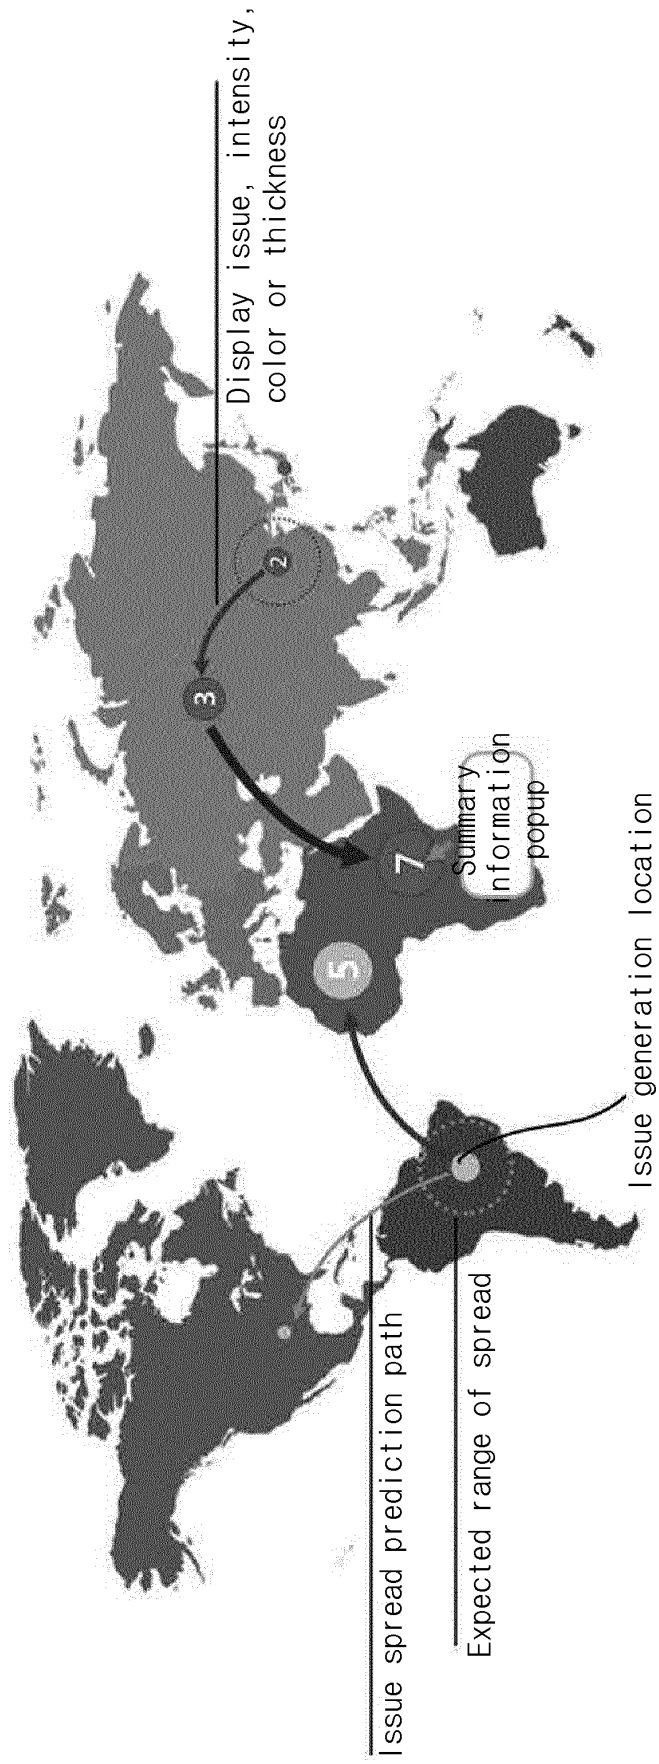 Display issue, intensity,
color or thickness
2
3
7
5
Summary
information
popup
Issue generation location
Issue spread prediction path
Expected range of spread